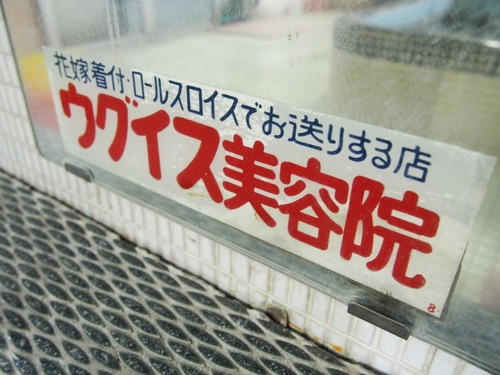 花嫁着付・ロールスロイスでお送りする店
ウグイス美容院
8